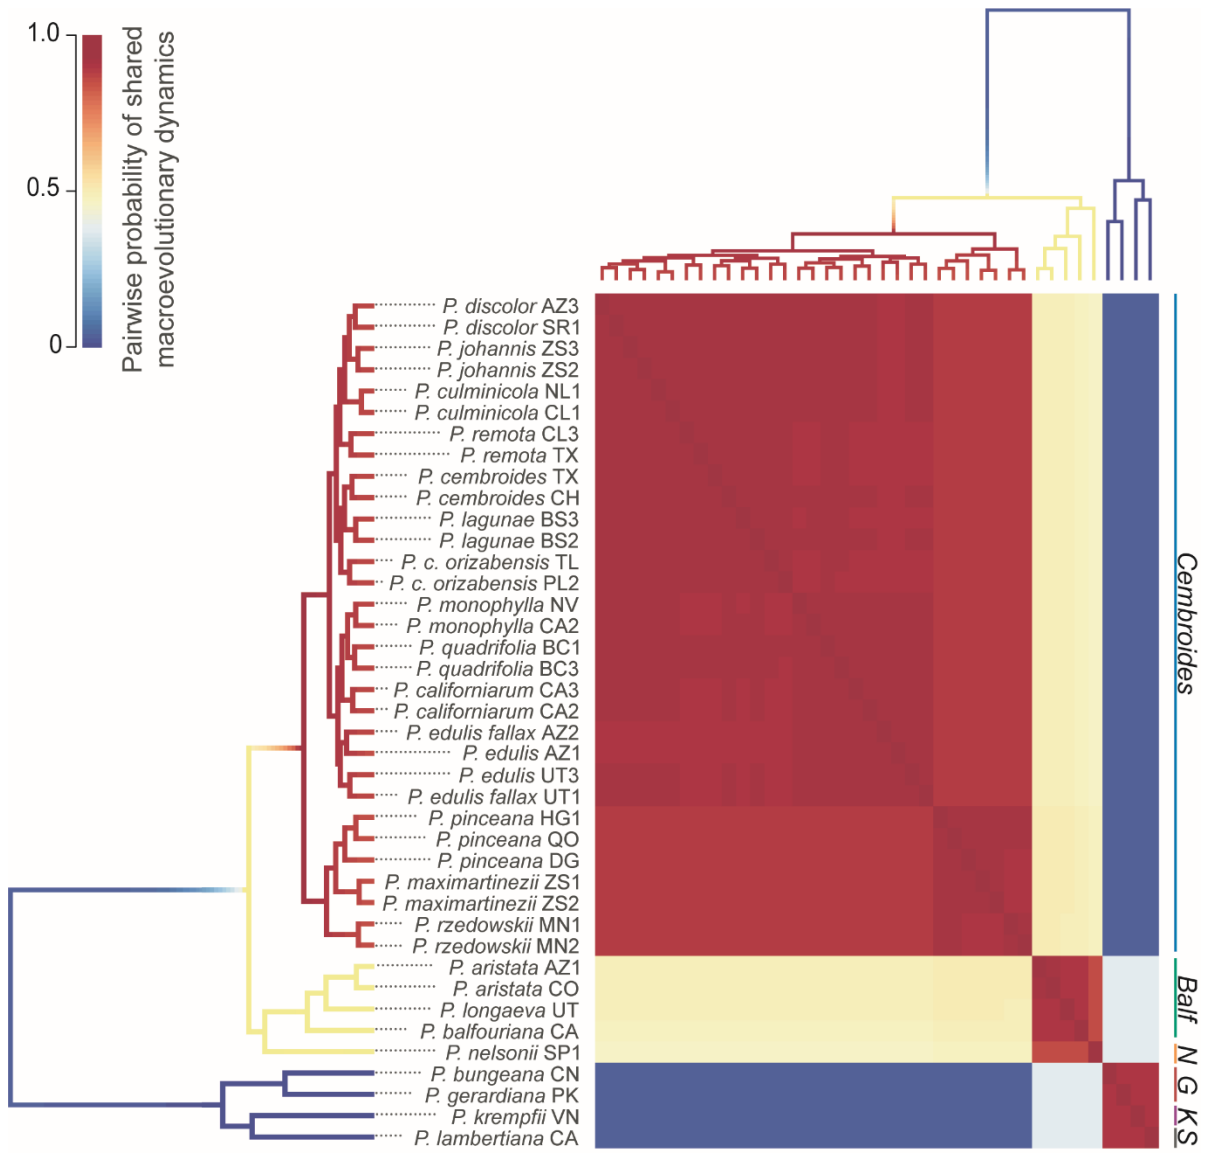 1.0
0.5
0
Pairwise probability of shared
macroevolutionary dynamics
P. discolor AZ3
P. discolor SR1
P. johannis ZS3
P. johannis ZS2
P. culminicola NL1
P. culminicola CL1
P. remota CL3
P. remota TX
P. cembroides TX
P. cembroides CH
P. lagunae BS3
P. lagunae BS2
P. c. orizabensis TL
P. c. orizabensis PL2
P. monophylla NV
P. monophylla CA2
P. quadrifolia BC1
P. quadrifolia BC3
P. californiarum CA3
P. californiarum CA2
P. edulis fallax AZ2
P. edulis AZ1
P. edulis UT3
P. edulis fallax UT1
P. pinceana HG1
P. pinceana QO
P. pinceana DG
P. maximartinezii ZS1
P. maximartinezii ZS2
P. rzedowskii MN1
P. rzedowskii MN2
P. aristata AZ1
P. aristata CO
P. longaeva UT
P. balfouriana CA
P. nelsonii SP1
P. bungeana CN
P. gerardiana PK
P. krempfii VN
P. lambertiana CA
Cembroides
Balf
N
G
K
S